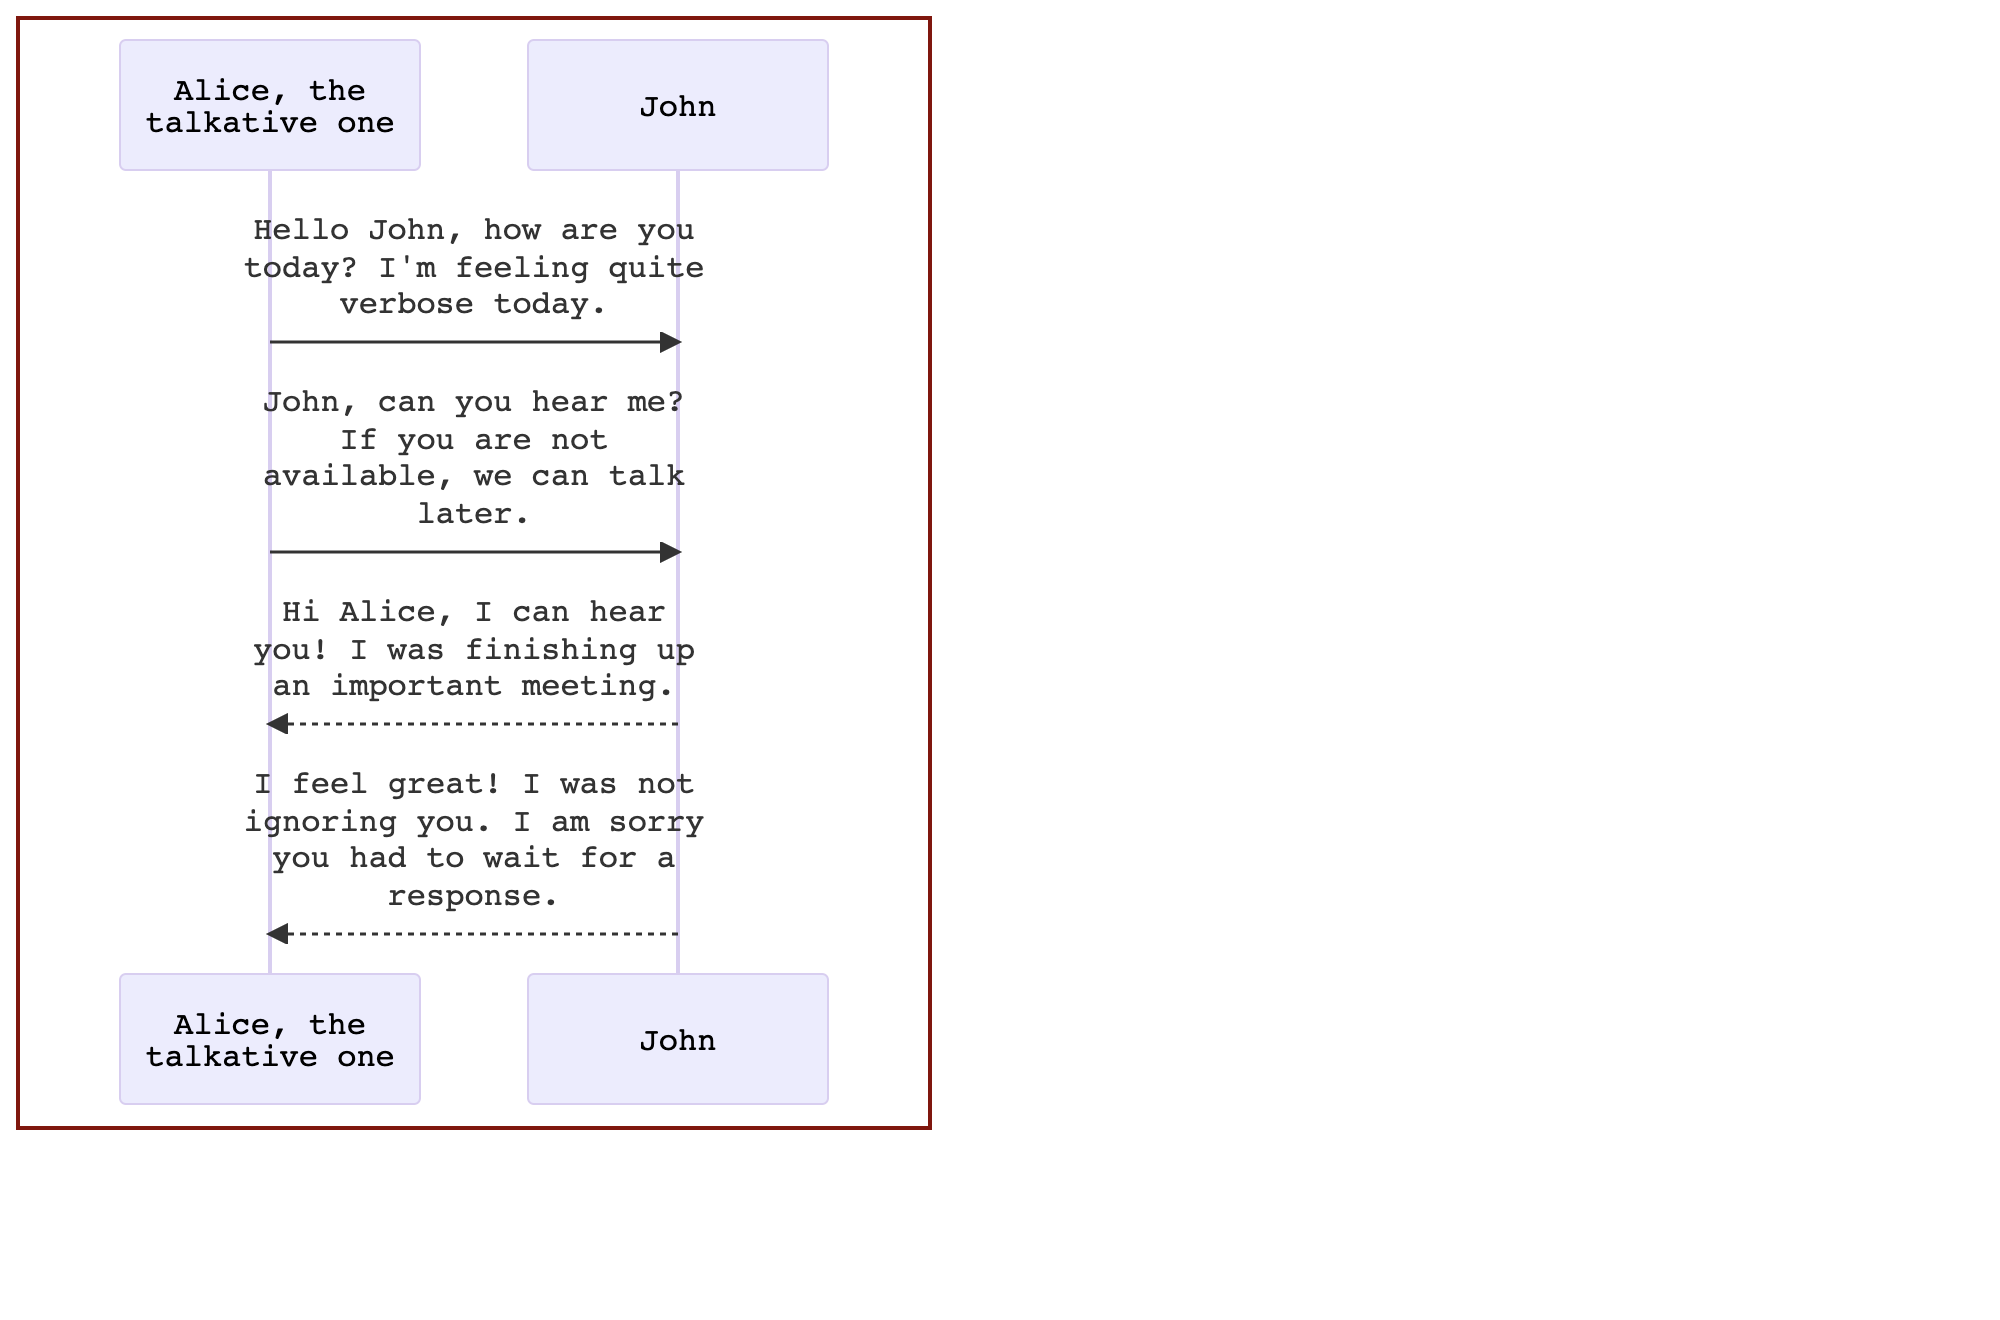 Alice, the
talkative one
John
Hello John, how are you
today? I'm feeling quite
verbose today.
John, can you hear me?
If you are not
available, we can talk
later.
Hi Alice, I can hear
you! I was finishing up
an important meeting.
I feel great! I was not
ignoring you. I am sorry
you had to wait for a
response.
Alice, the
talkative one
John